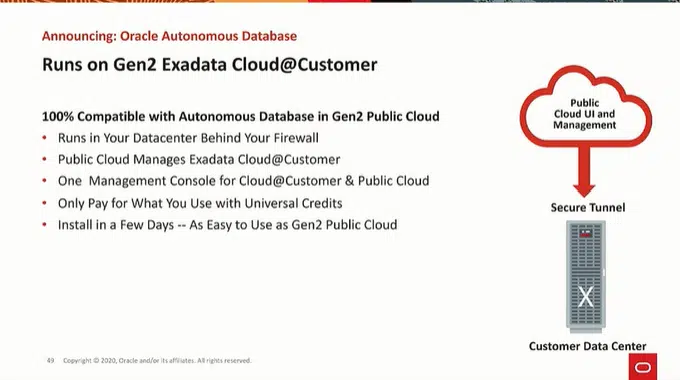 Announcing: Oracle Autonomous Database
Runs on Gen2 Exadata Cloud@Customer
100% Compatible with Autonomous Database in Gen2 Public Cloud
• Runs in Your Datacenter Behind Your Firewall
• Public Cloud Manages Exadata Cloud@Customer
• One Management Console for Cloud@Customer & Public Cloud
• Only Pay for What You Use with Universal Credits
• Install in a Few Days -- As Easy to Use as Gen2 Public Cloud
Public
Cloud UI and
Management
Secure Tunnel
X
Customer Data Center
49 Copyright © 2020, Oracle and/or its affiliates. All rights reserved.